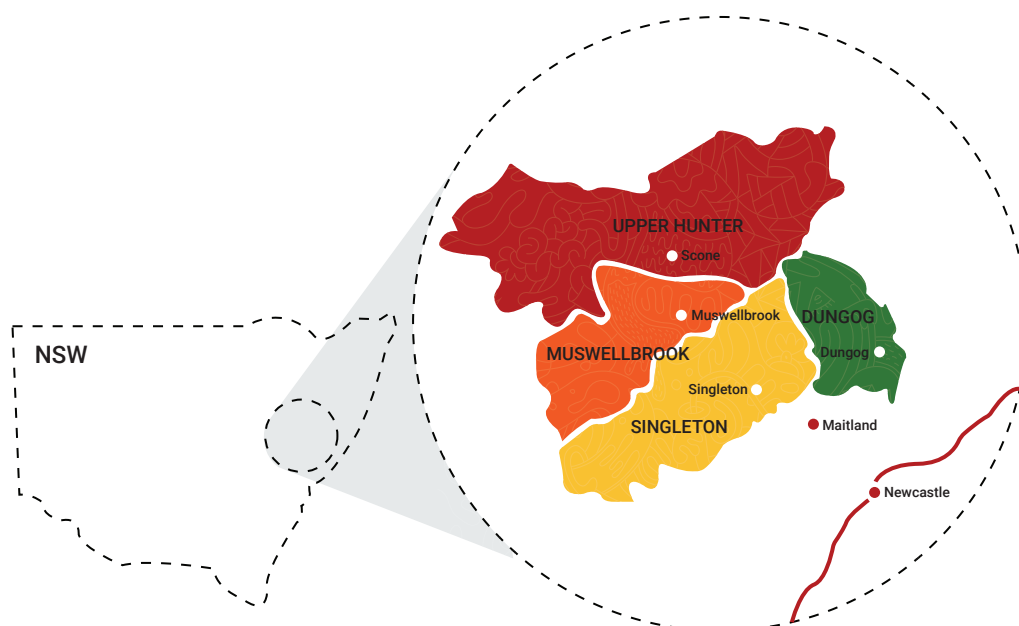 UPPER HUNTER
Scone
Muswellbrook
DUNGOG
NSW
MUSWELLBROOK
Dungog
Singleton
SINGLETON
Maitland
Newcastle